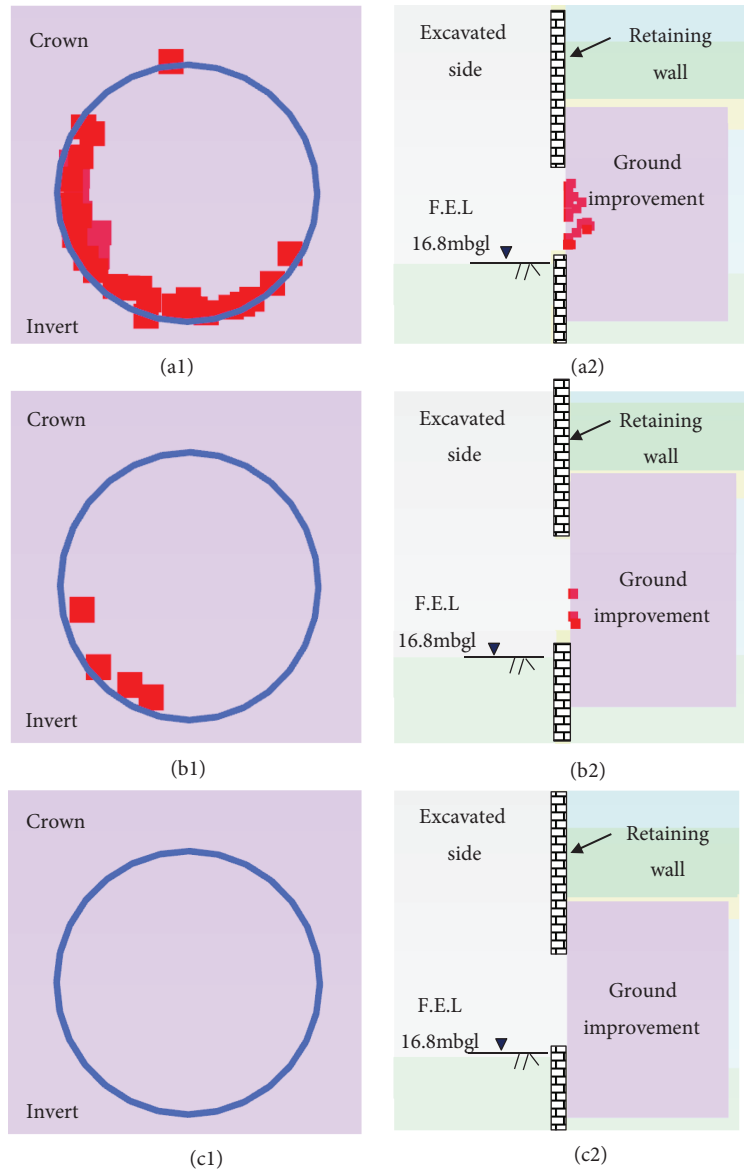 Crown
Invert
(a1)
Excavated
side
Retaining
wall
Ground
improvement
F.E.L
16.8mbgl
(a2)
Crown
Invert
(b1)
Excavated
side
Retaining
wall
Ground
improvement
F.E.L
16.8mbgl
(b2)
Crown
Invert
(c1)
Excavated
side
Retaining
wall
Ground
improvement
F.E.L
16.8mbgl
(c2)